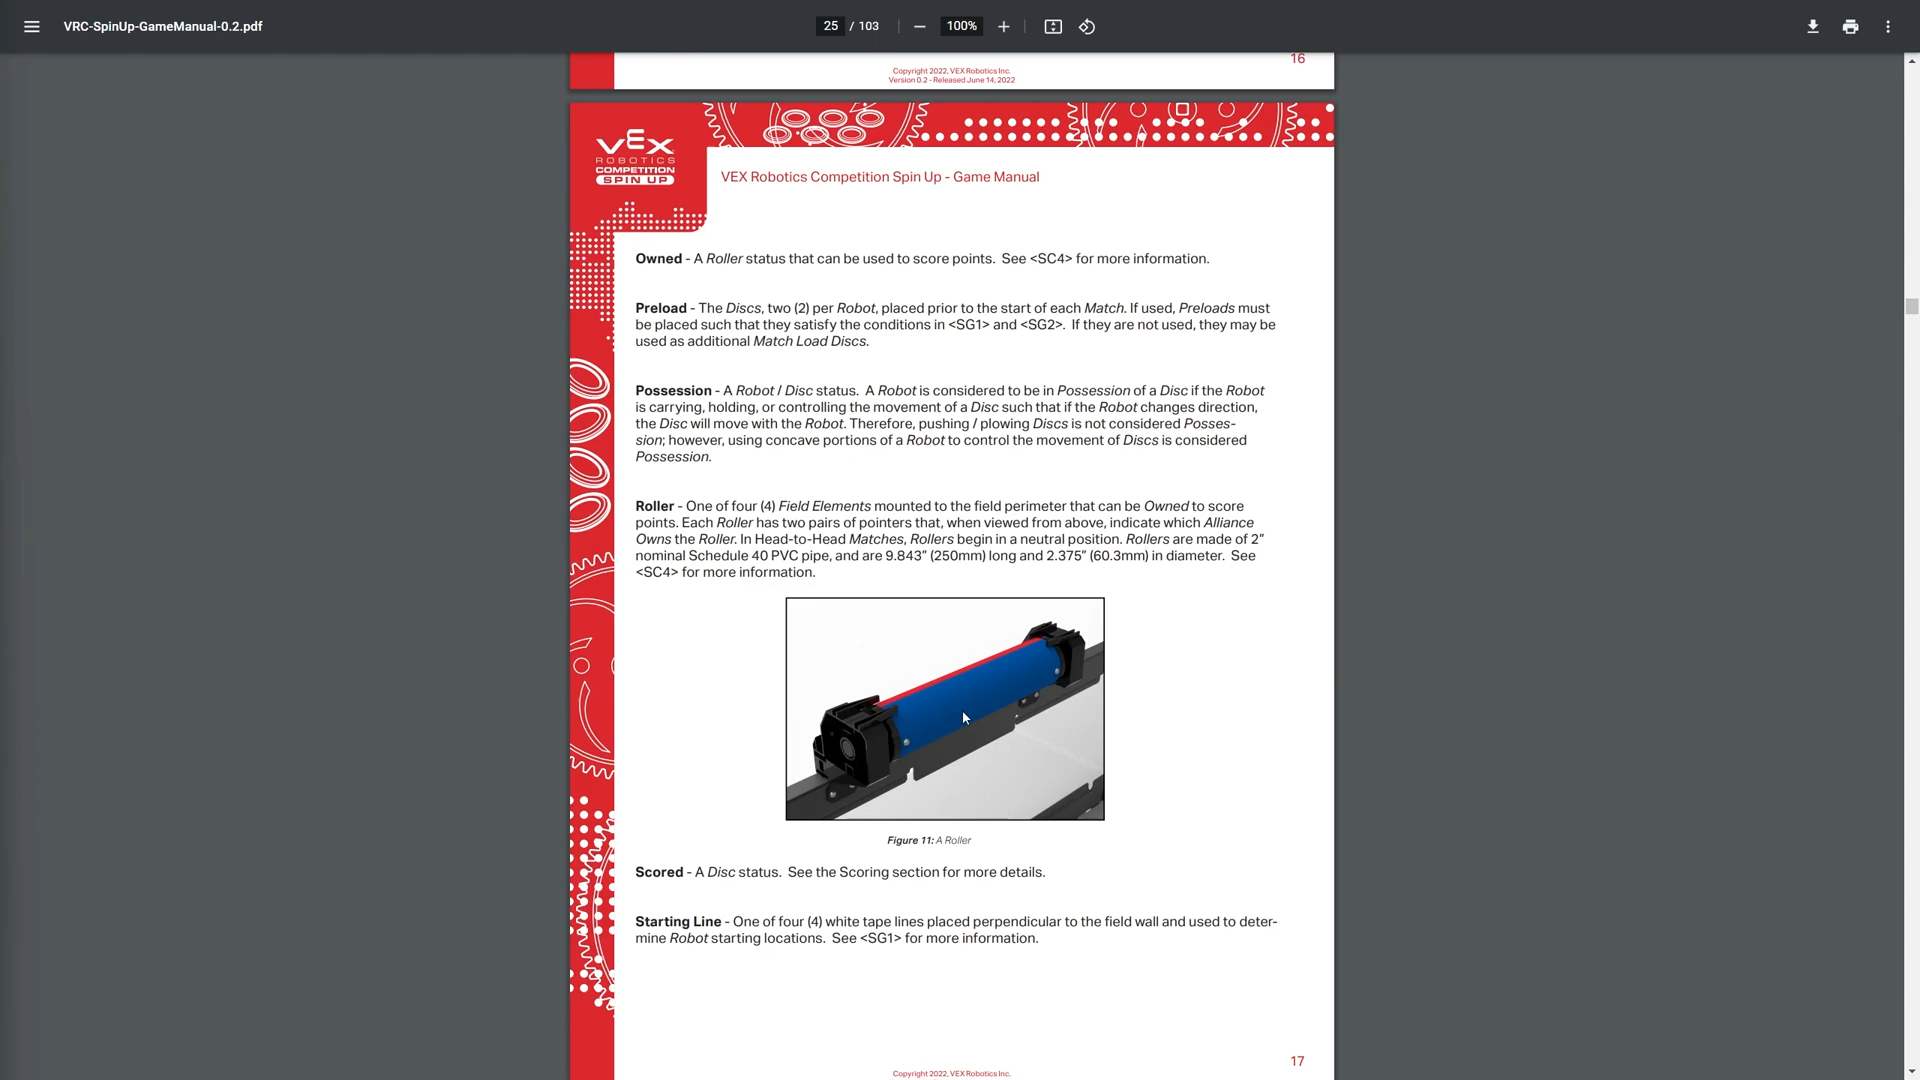 VRC-SpinUp-GameManual-0.2.pdf
25 / 103
100%
16
Copyright 2022, VEX Robotics Inc.
Version 0.2 - Released June 14, 2022
VEX
ROBOTICS
COMPETITION
SPIN UP
VEX Robotics Competition Spin Up - Game Manual
Owned - A Roller status that can be used to score points. See <SC4> for more information.
Preload - The Discs, two (2) per Robot, placed prior to the start of each Match. If used, Preloads must
be placed such that they satisfy the conditions in <SG1> and <SG2>. If they are not used, they may be
used as additional Match Load Discs.
Possession - A Robot / Disc status. A Robot is considered to be in Possession of a Disc if the Robot
is carrying, holding, or controlling the movement of a Disc such that if the Robot changes direction,
the Disc will move with the Robot. Therefore, pushing / plowing Discs is not considered Posses-
sion; however, using concave portions of a Robot to control the movement of Discs is considered
Possession.
Roller - One of four (4) Field Elements mounted to the field perimeter that can be Owned to score
points. Each Roller has two pairs of pointers that, when viewed from above, indicate which Alliance
Owns the Roller. In Head-to-Head Matches, Rollers begin in a neutral position. Rollers are made of 2"
nominal Schedule 40 PVC pipe, and are 9.843" (250mm) long and 2.375" (60.3mm) in diameter. See
<SC4> for more information.
Figure 11: A Roller
Scored - A Disc status. See the Scoring section for more details.
Starting Line - One of four (4) white tape lines placed perpendicular to the field wall and used to deter-
mine Robot starting locations. See <SG1> for more information.
17
Copyright 2022, VEX Robotics Inc.